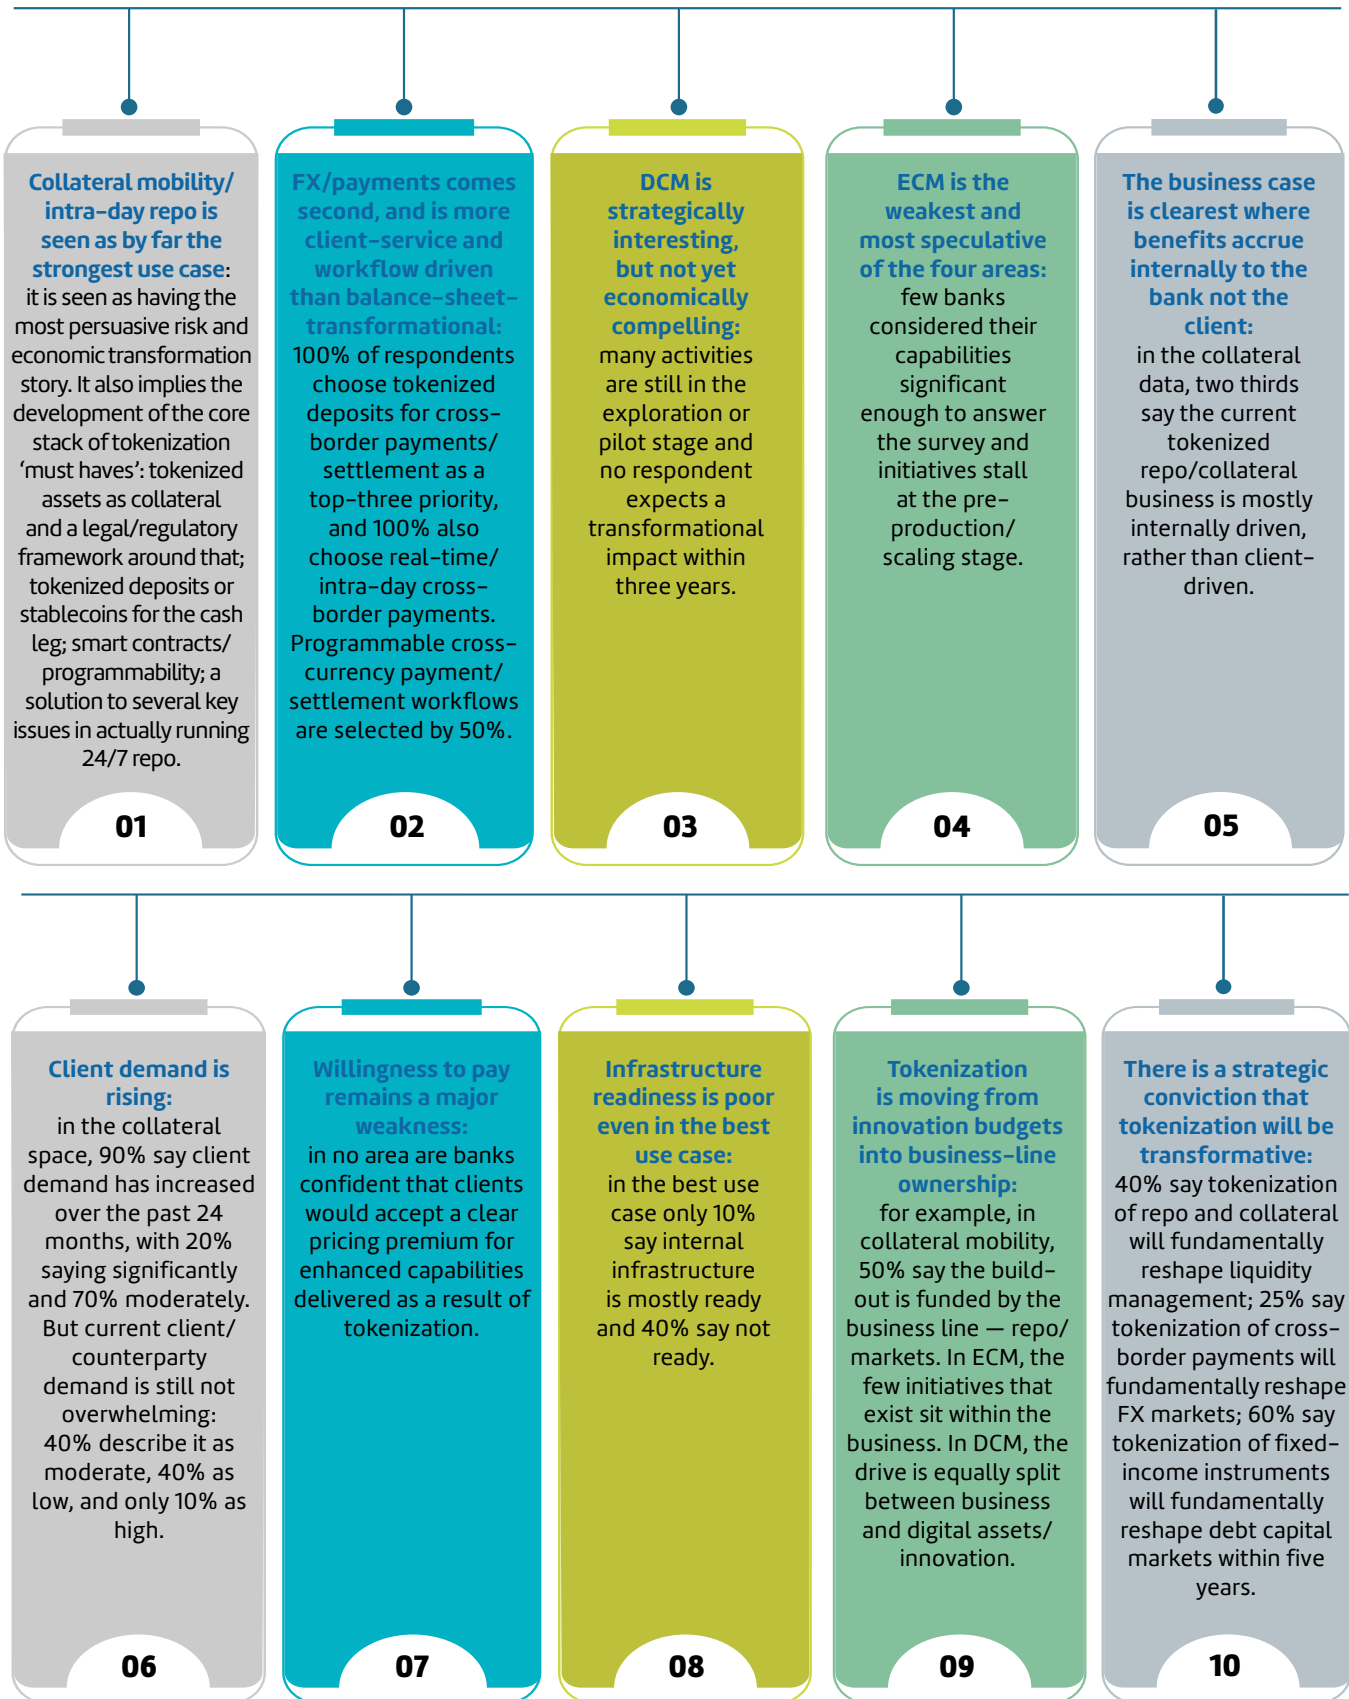 Collateral mobility/
intra-day repo is
seen as by far the
strongest use case:
it is seen as having the
most persuasive risk and
economic transformation
story. It also implies the
development of the core
stack of tokenization
‘must haves’: tokenized
assets as collateral
and a legal/regulatory
framework around that;
tokenized deposits or
stablecoins for the cash
leg; smart contracts/
programmability; a
solution to several key
issues in actually running
24/7 repo.
01
FX/payments comes
second, and is more
client-service and
workflow driven
than balance-sheet-
transformational:
100% of respondents
choose tokenized
deposits for cross-
border payments/
settlement as a
top-three priority,
and 100% also
choose real-time/
intra-day cross-
border payments.
Programmable cross-
currency payment/
settlement workflows
are selected by 50%.
02
DCM is
strategically
interesting,
but not yet
economically
compelling:
many activities
are still in the
exploration or
pilot stage and
no respondent
expects a
transformational
impact within
three years.
03
ECM is the
weakest and
most speculative
of the four areas:
few banks
considered their
capabilities
significant
enough to answer
the survey and
initiatives stall
at the pre-
production/
scaling stage.
04
The business case
is clearest where
benefits accrue
internally to the
bank not the
client:
in the collateral
data, two thirds
say the current
tokenized
repo/collateral
business is mostly
internally driven,
rather than client-
driven.
05
Client demand is
rising:
in the collateral
space, 90% say client
demand has increased
over the past 24
months, with 20%
saying significantly
and 70% moderately.
But current client/
counterparty
demand is still not
overwhelming:
40% describe it as
moderate, 40% as
low, and only 10% as
high.
06
Willingness to pay
remains a major
weakness:
in no area are banks
confident that clients
would accept a clear
pricing premium for
enhanced capabilities
delivered as a result of
tokenization.
07
Infrastructure
readiness is poor
even in the best
use case:
in the best use
case only 10%
say internal
infrastructure
is mostly ready
and 40% say not
ready.
08
Tokenization
is moving from
innovation budgets
into business-line
ownership:
for example, in
collateral mobility,
50% say the build-
out is funded by the
business line — repo/
markets. In ECM, the
few initiatives that
exist sit within the
business. In DCM, the
drive is equally split
between business
and digital assets/
innovation.
09
There is a strategic
conviction that
tokenization will be
transformative:
40% say tokenization
of repo and collateral
will fundamentally
reshape liquidity
management; 25% say
tokenization of cross-
border payments will
fundamentally reshape
FX markets; 60% say
tokenization of fixed-
income instruments
will fundamentally
reshape debt capital
markets within five
years.
10